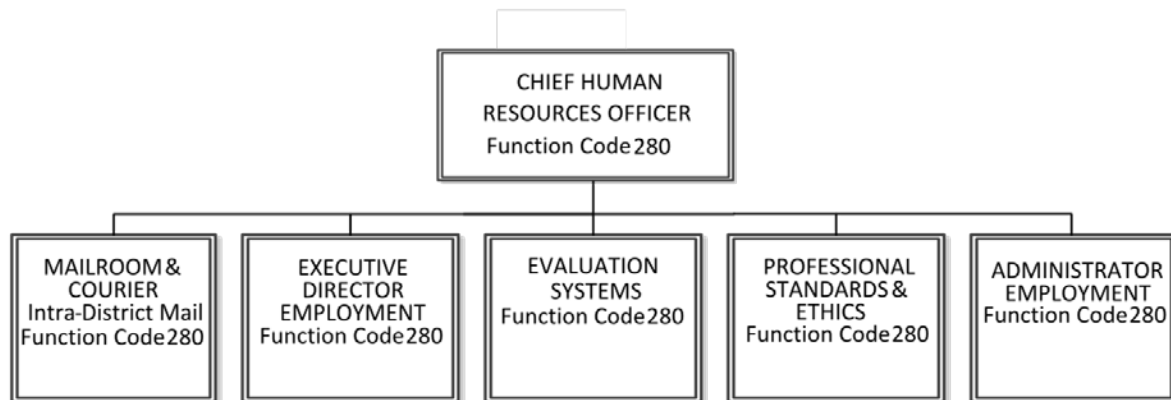 CHIEF HUMAN
RESOURCES OFFICER
Function Code 280
MAILROOM &
COURIER
Intra-District Mail
Function Code 280
EXECUTIVE
DIRECTOR
EMPLOYMENT
Function Code 280
EVALUATION
SYSTEMS
Function Code 280
PROFESSIONAL
STANDARDS &
ETHICS
Function Code 280
ADMINISTRATOR
EMPLOYMENT
Function Code 280